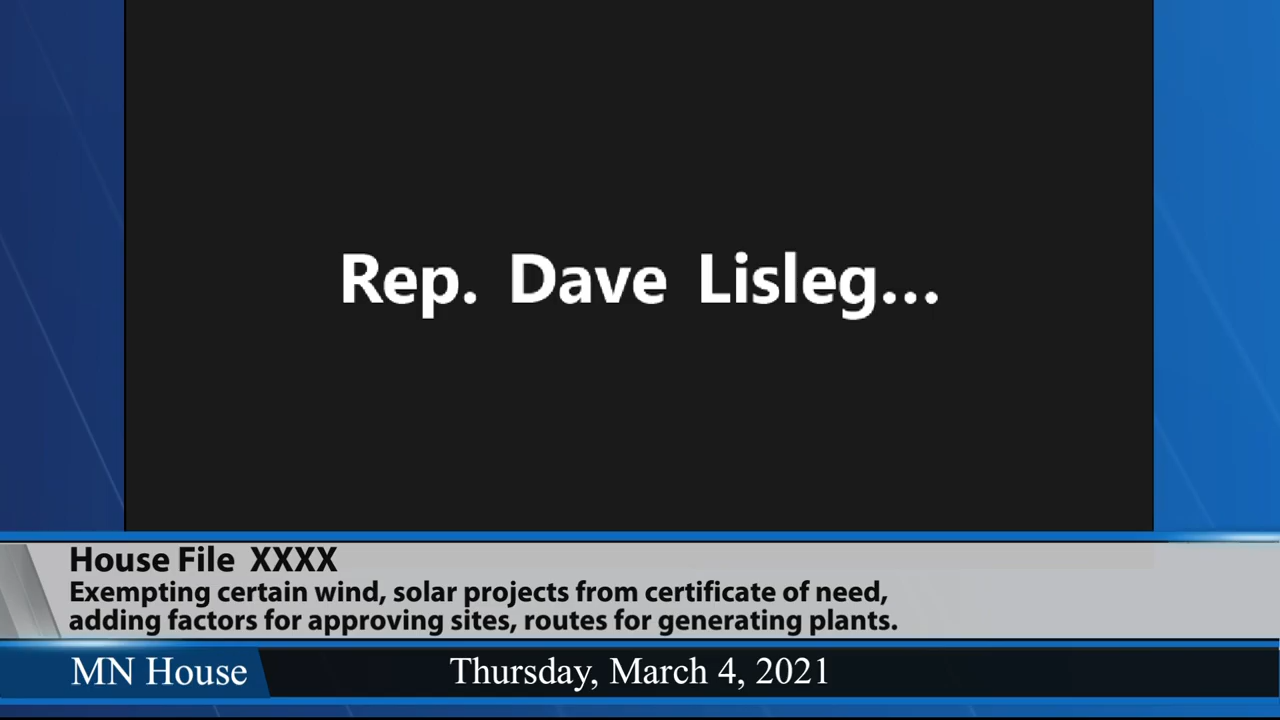 Rep. Dave Lisleg...
House File XXXX
Exempting certain wind, solar projects from certificate of need,
adding factors for approving sites, routes for generating plants.
MN House
Thursday, March 4, 2021